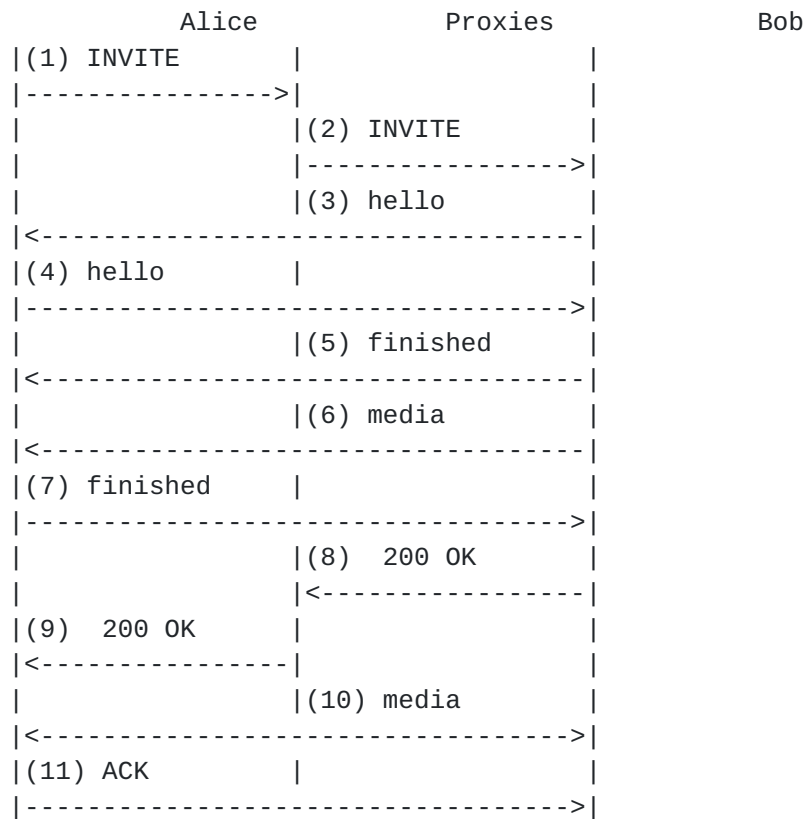 Alice Proxies Bob
|(1) INVITE | |
|---------------->| |
| |(2) INVITE |
| |----------------->|
| |(3) hello |
|<-----------------------------------|
|(4) hello | |
|----------------------------------->|
| |(5) finished |
|<-----------------------------------|
| |(6) media |
|<-----------------------------------|
|(7) finished | |
|----------------------------------->|
| |(8) 200 OK |
| |<-----------------|
|(9) 200 OK | |
|<----------------| |
| |(10) media |
|<---------------------------------->|
|(11) ACK | |
|----------------------------------->|